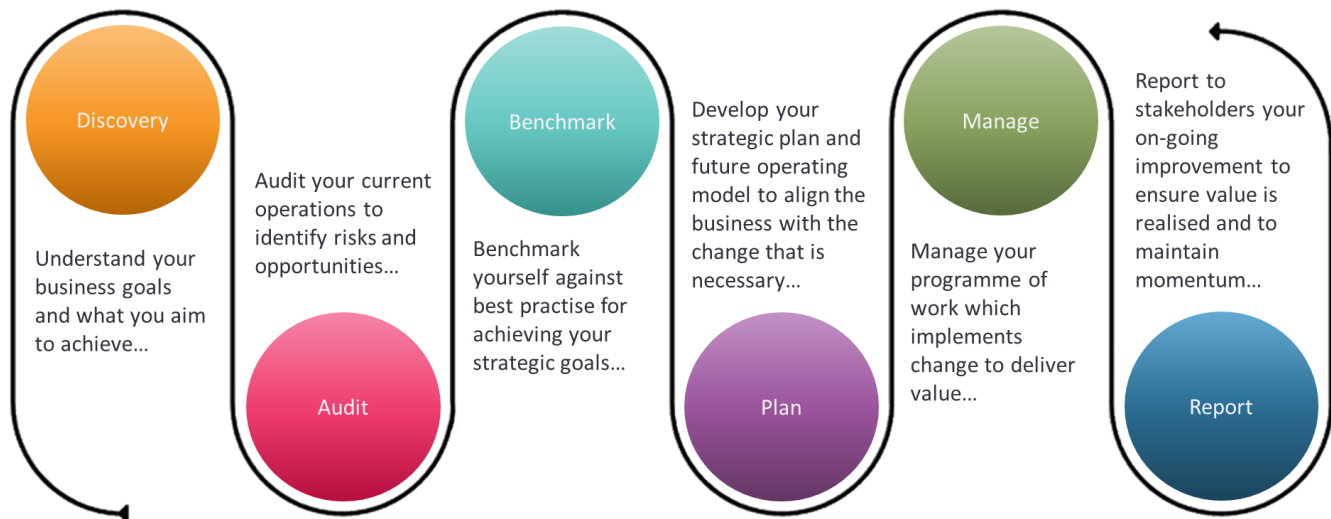 Discovery
Understand your
business goals
and what you aim
to achieve…
Audit your current
operations to
identify risks and
opportunities…
Audit
Benchmark
Benchmark
yourself against
best practise for
achieving your
strategic goals…
Develop your
strategic plan and
future operating
model to align the
business with the
change that is
necessary…
Plan
Manage
Manage your
programme of
work which
implements
change to deliver
value…
Report to
stakeholders your
on-going
improvement to
ensure value is
realised and to
maintain
momentum…
Report